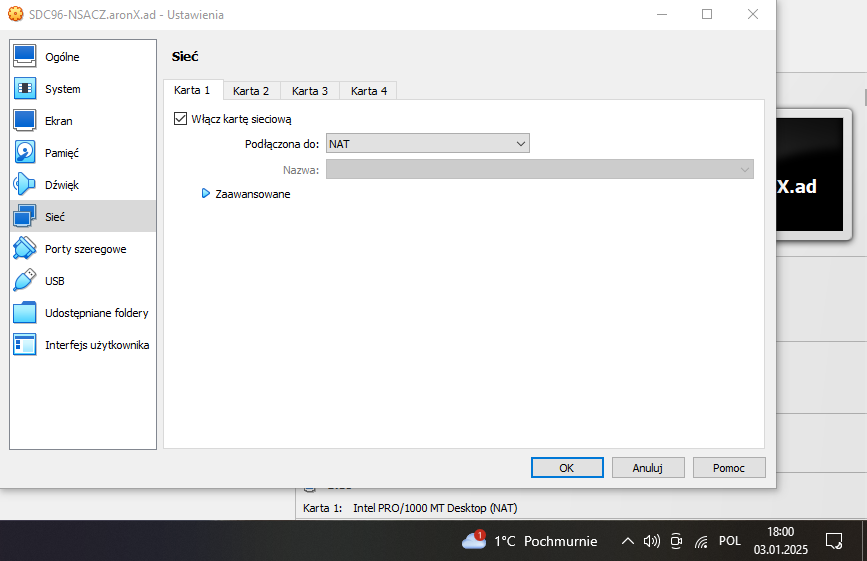 SDC96-NSACZ.aronX.ad - Ustawienia
Ogólne
System
Ekran
Pamięć
Dźwięk
Sieć
Porty szeregowe
USB
Udostępniane foldery
Interfejs użytkownika
Sieć
Karta 1 Karta 2 Karta 3 Karta 4
Włącz kartę sieciową
Podłączona do: NAT
Nazwa:
Zaawansowane
X.ad
OK Anuluj Pomoc
Karta 1: Intel PRO/1000 MT Desktop (NAT)
1 1°C Pochmurnie POL 18:00
03.01.2025